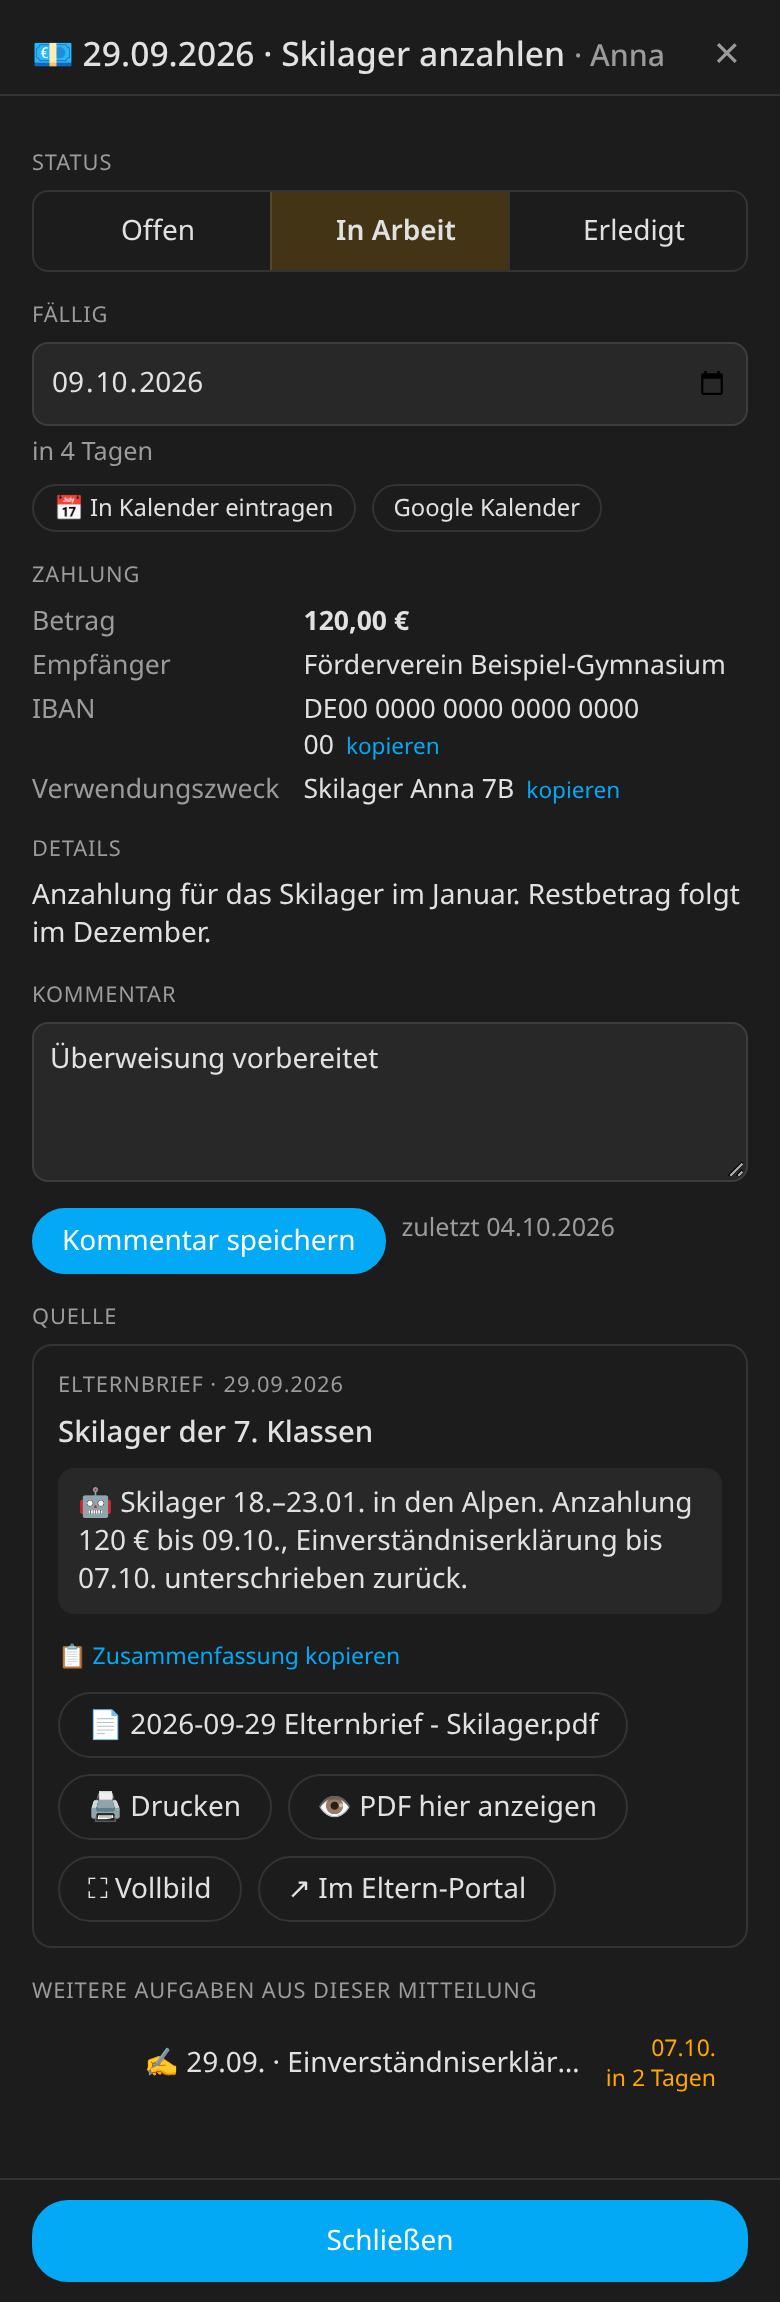 29.09.2026 · Skilager anzahlen · Anna ✕
STATUS
Offen
In Arbeit
Erledigt
FÄLLIG
09.10.2026
in 4 Tagen
In Kalender eintragen
Google Kalender
ZAHLUNG
Betrag 120,00 €
Empfänger Förderverein Beispiel-Gymnasium
IBAN DE00 0000 0000 0000 0000
00 kopieren
Verwendungszweck Skilager Anna 7B kopieren
DETAILS
Anzahlung für das Skilager im Januar. Restbetrag folgt
im Dezember.
KOMMENTAR
Überweisung vorbereitet
Kommentar speichern
zuletzt 04.10.2026
QUELLE
ELTERNBRIEF · 29.09.2026
Skilager der 7. Klassen
Skilager 18.–23.01. in den Alpen. Anzahlung
120 € bis 09.10., Einverständniserklärung bis
07.10. unterschrieben zurück.
Zusammenfassung kopieren
2026-09-29 Elternbrief - Skilager.pdf
Drucken
PDF hier anzeigen
Vollbild
↗ Im Eltern-Portal
WEITERE AUFGABEN AUS DIESER MITTEILUNG
29.09. · Einverständniserklär…
07.10.
in 2 Tagen
Schließen